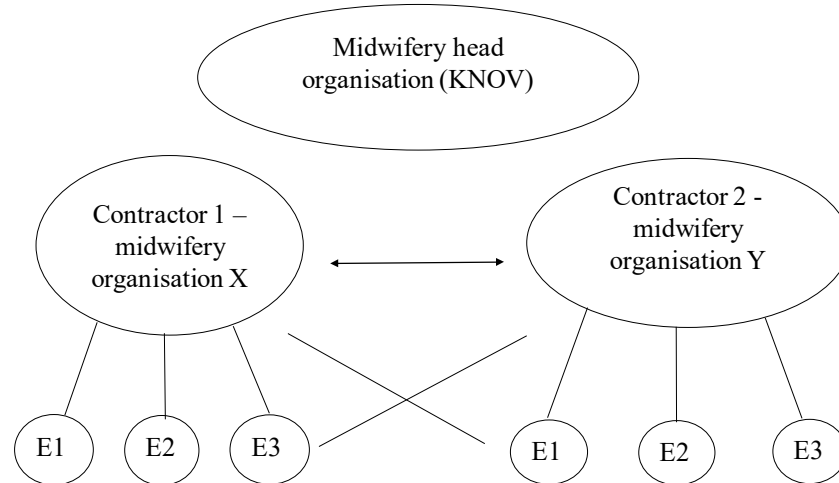 Midwifery head
organisation (KNOV)
Contractor 1 –
midwifery
organisation X
Contractor 2 -
midwifery
organisation Y
E1
E2
E3
E1
E2
E3